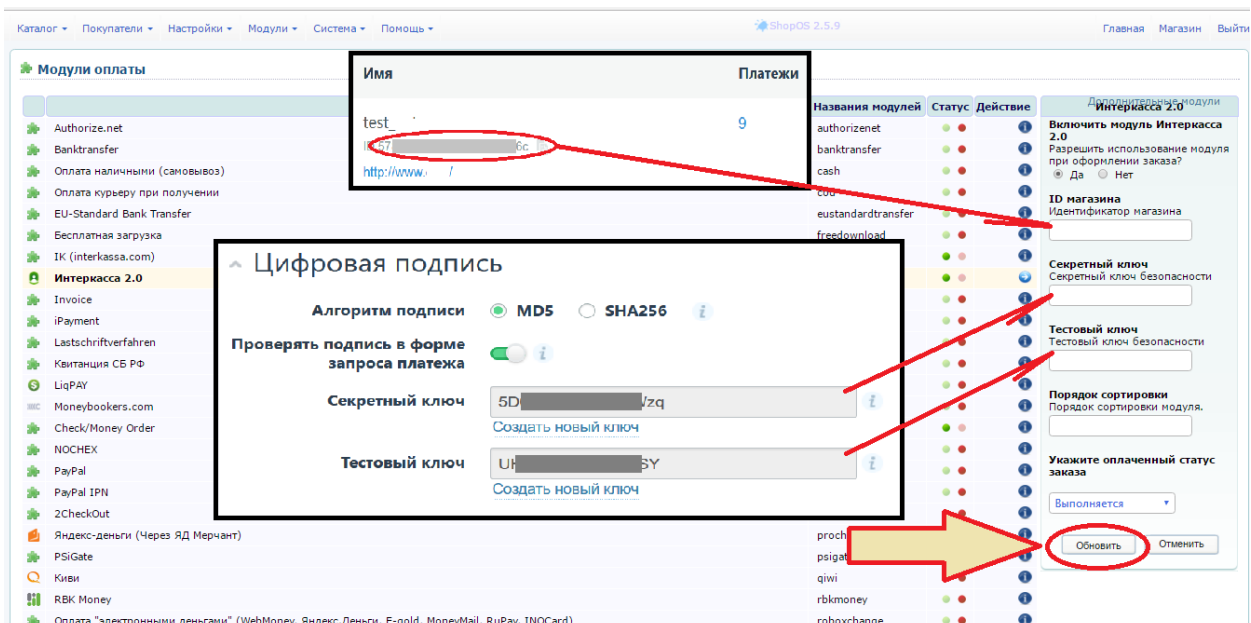 Каталог Покупатели Настройки Модули Система Помощь
ShopOS 2.5.9
Главная Магазин Выйти
Модули оплаты
Имя Платежи
test_ 9
57 6c
http://www. /
Названия модулей Статус Действие
Authorize.net authorizenet
Banktransfer banktransfer
Оплата наличными (самовывоз) cash
Оплата курьеру при получении cod
EU-Standard Bank Transfer eustandardtransfer
Бесплатная загрузка freedownload
IK (interkassa.com)
Интеркасса 2.0
Invoice
iPayment
Lastschriftverfahren
Квитанция СБ РФ
LiqPAY
Moneybookers.com
Check/Money Order
NOCHEX
PayPal
PayPal IPN
2CheckOut
Яндекс-деньги (Через ЯД Мерчант) proch
PSiGate psigat
Киви qiwi
RBK Money rbkmoney
Оплата "электронными деньгами" (WebMoney, Яндекс.Деньги, E-gold, MoneyMail, RuPay, INOCard) roboxchange
Цифровая подпись
Алгоритм подписи MD5 SHA256
Проверять подпись в форме
запроса платежа
Секретный ключ 5D /zq
Создать новый ключ
Тестовый ключ SY
Создать новый ключ
Дополнительные модули
Интеркасса 2.0
Включить модуль Интеркасса
2.0
Разрешить использование модуля
при оформлении заказа?
Да Нет
ID магазина
Идентификатор магазина
Секретный ключ
Секретный ключ безопасности
Тестовый ключ
Тестовый ключ безопасности
Порядок сортировки
Порядок сортировки модуля.
Укажите оплаченный статус
заказа
Выполняется
Обновить Отменить